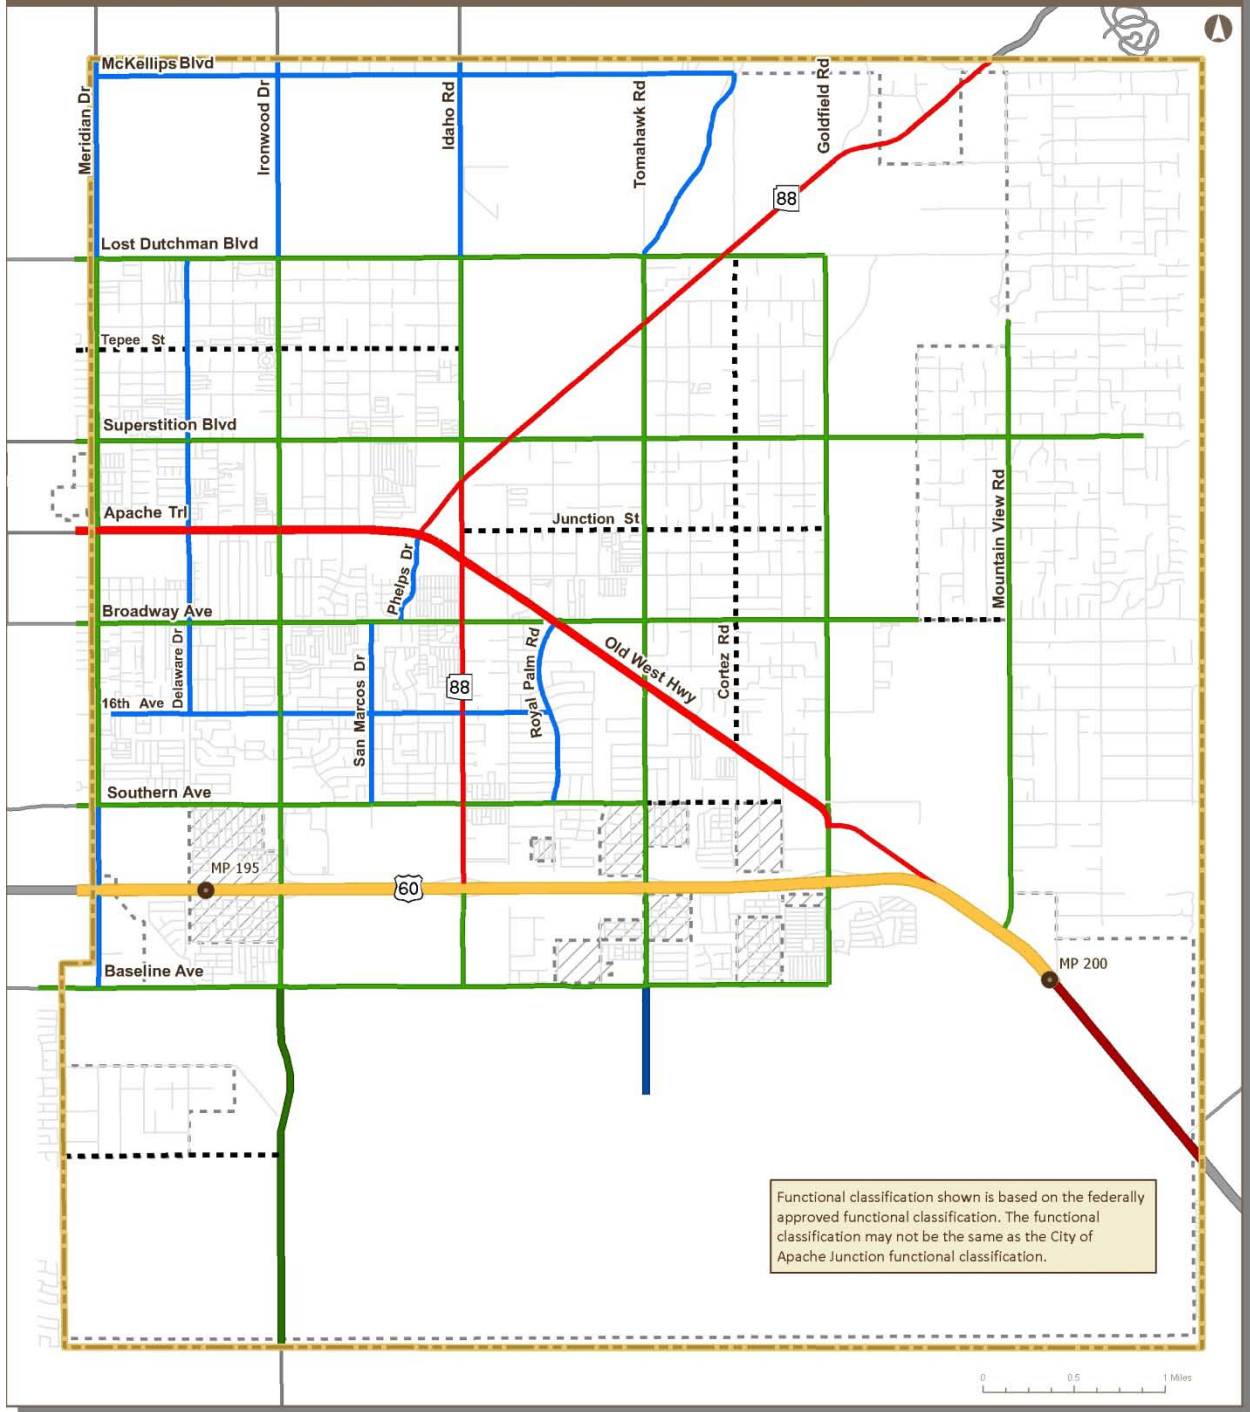 McKellips Blvd
Meridian Dr
Ironwood Dr
Idaho Rd
Tomahawk Rd
Goldfield Rd
88
Lost Dutchman Blvd
Tepee St
Superstition Blvd
Apache Trl
Junction St
Mountain View Rd
Phelps Dr
Broadway Ave
Delaware Dr
San Marcos Dr
88
Royal Palm Rd
Old West Hwy
Cortez Rd
16th Ave
Southern Ave
MP 195
60
Baseline Ave
MP 200
Functional classification shown is based on the federally
approved functional classification. The functional
classification may not be the same as the City of
Apache Junction functional classification.
0 0.5 1 Miles